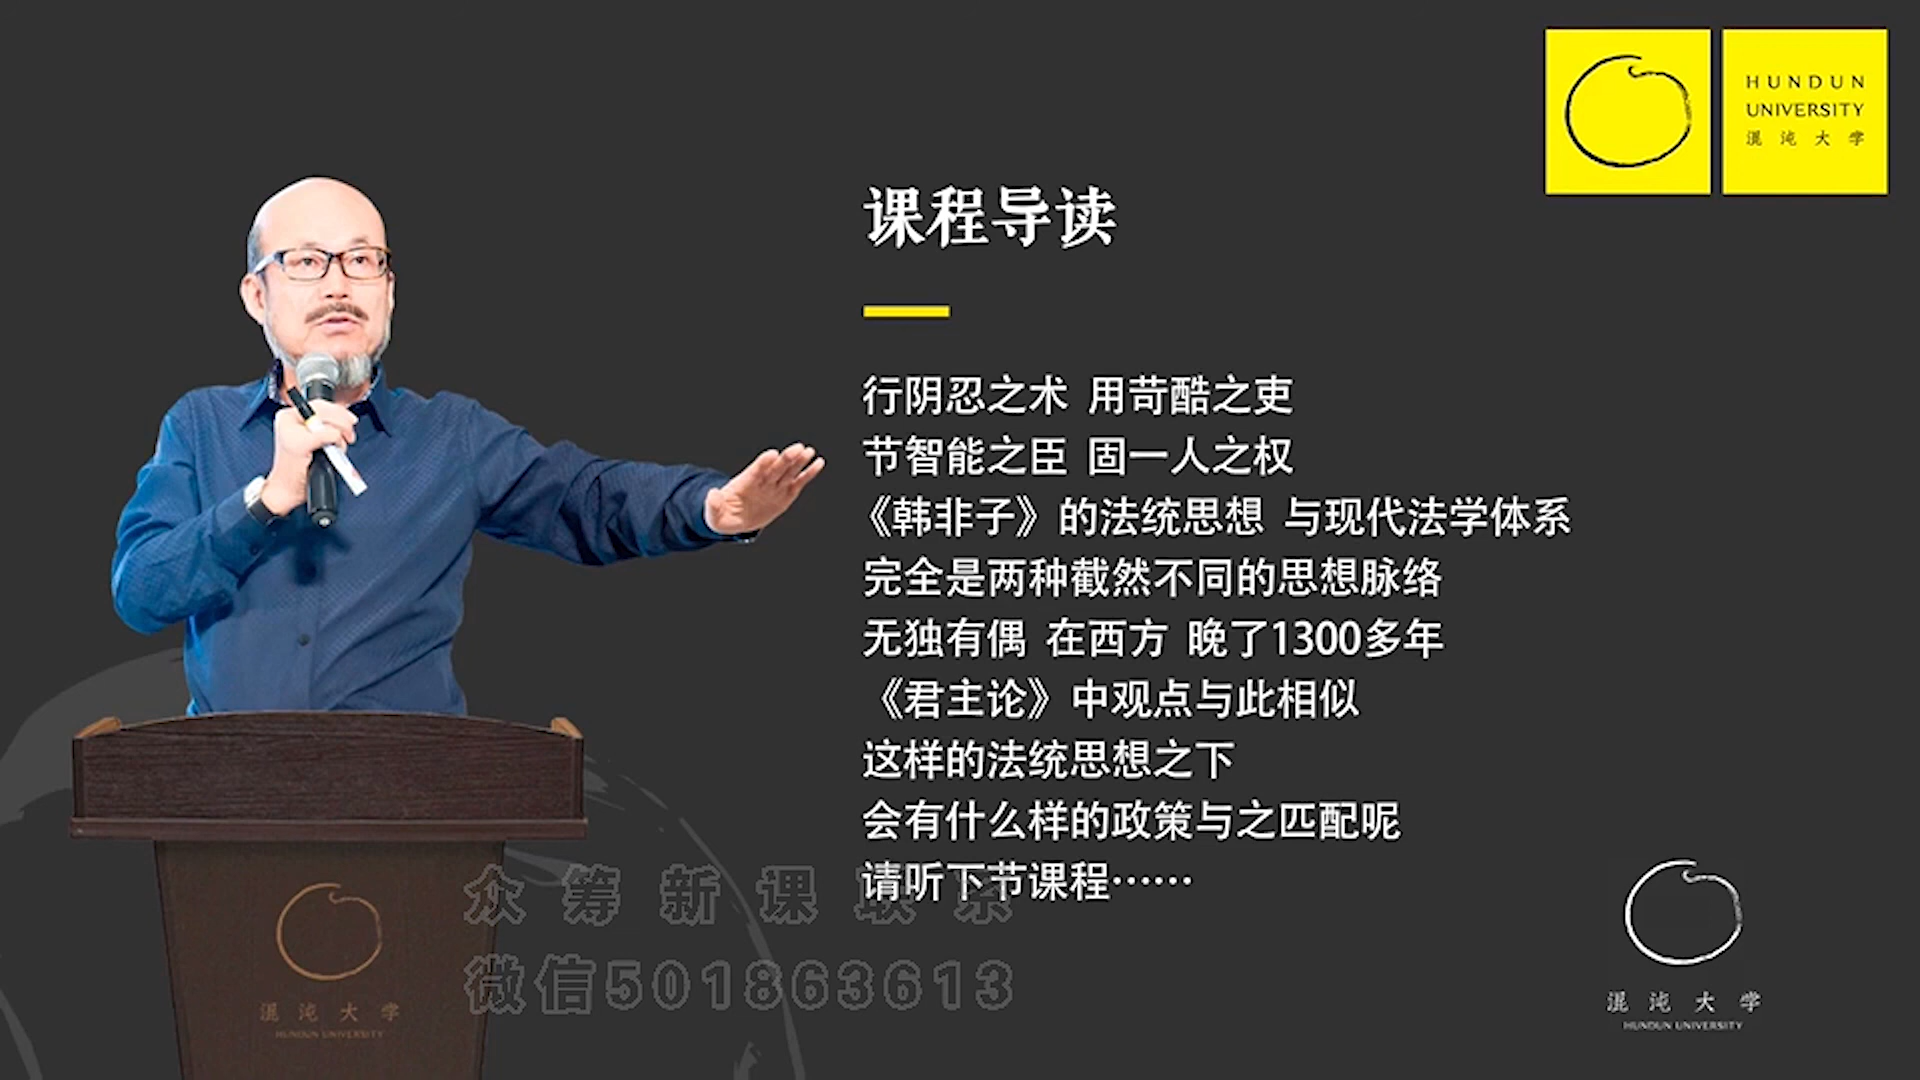 HUNDUN
UNIVERSITY
混沌大学
课程导读
行阴忍之术 用苛酷之吏
节智能之臣 固一人之权
《韩非子》的法统思想 与现代法学体系
完全是两种截然不同的思想脉络
无独有偶 在西方 晚了1300多年
《君主论》中观点与此相似
这样的法统思想之下
会有什么样的政策与之匹配呢
请听下节课程……
众筹新课联系
微信501863613
混沌大学
HUNDUN UNIVERSITY
混沌大学
HUNDUN UNIVERSITY